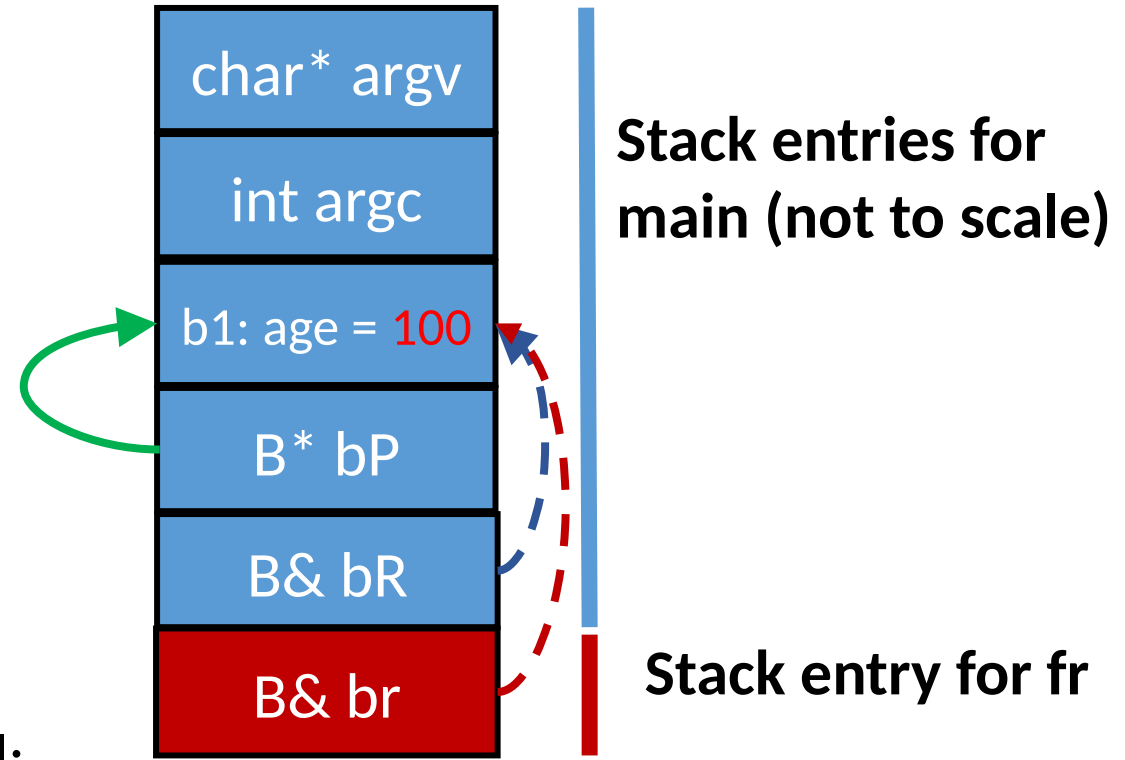 char* argv
int argc
b1: age = 100
B* bP
B& bR
B& br
Stack entries for
main (not to scale)
Stack entry for fr